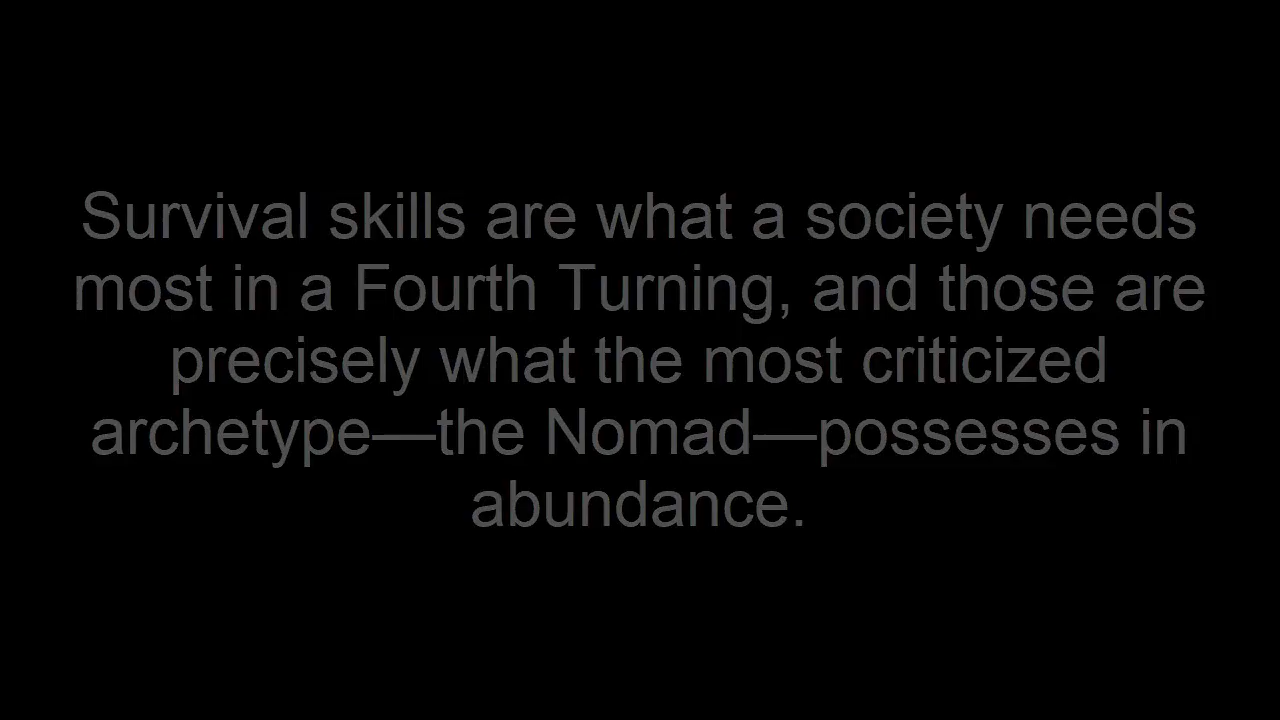 Survival skills are what a society needs
most in a Fourth Turning, and those are
precisely what the most criticized
archetype—the Nomad—possesses in
abundance.